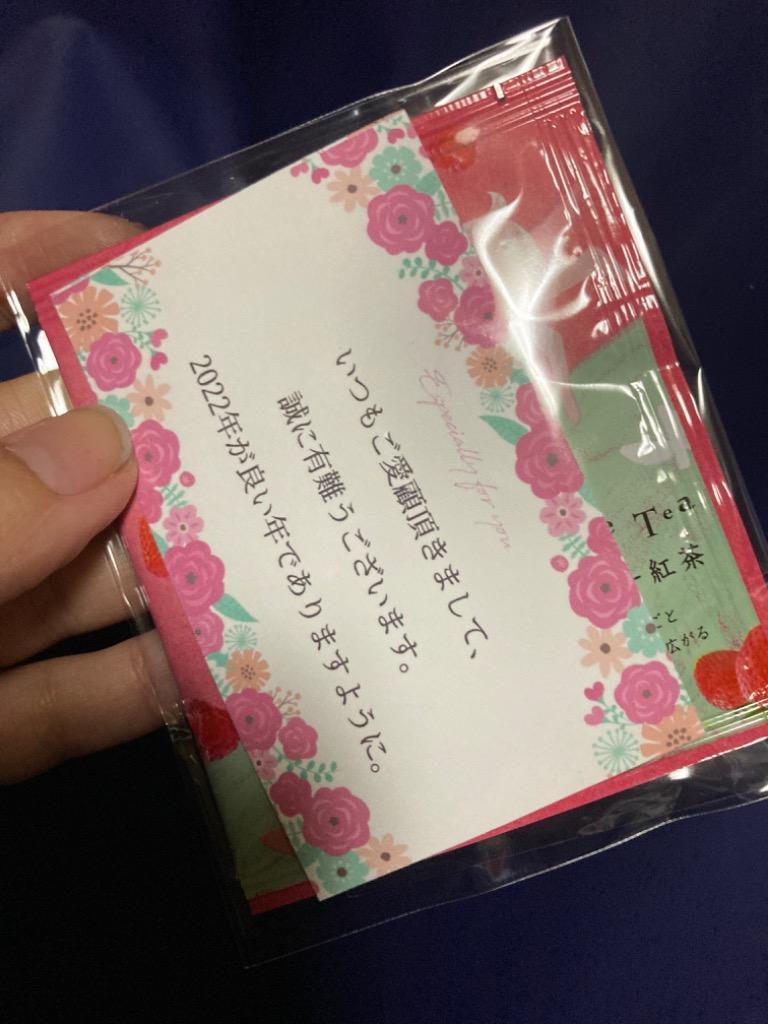 Especially for you
いつもご愛顧頂きまして、
誠に有難うございます。
2022年が良い年でありますように。
Tea
紅茶
ごと
広がる